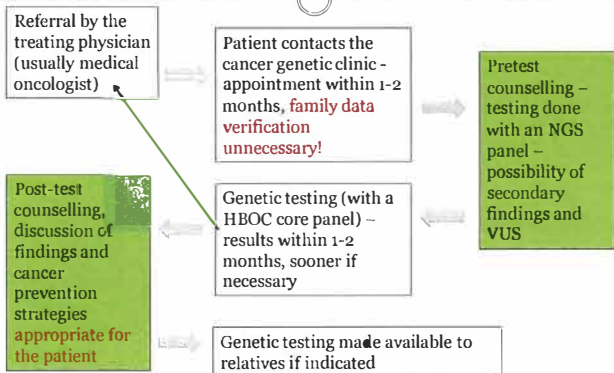 Referral by the
treating physician
(usually medical
oncologist)
Patient contacts the
cancer genetic clinic -
appointment within 1-2
months, family data
verification
unnecessary!
Pretest
counselling –
testing done
with an NGS
panel –
possibility of
secondary
findings and
VUS
Genetic testing (with a
HBOC core panel) –
results within 1-2
months, sooner if
necessary
Post-test
counselling,
discussion of
findings and
cancer
prevention
strategies
appropriate for
the patient
Genetic testing made available to
relatives if indicated